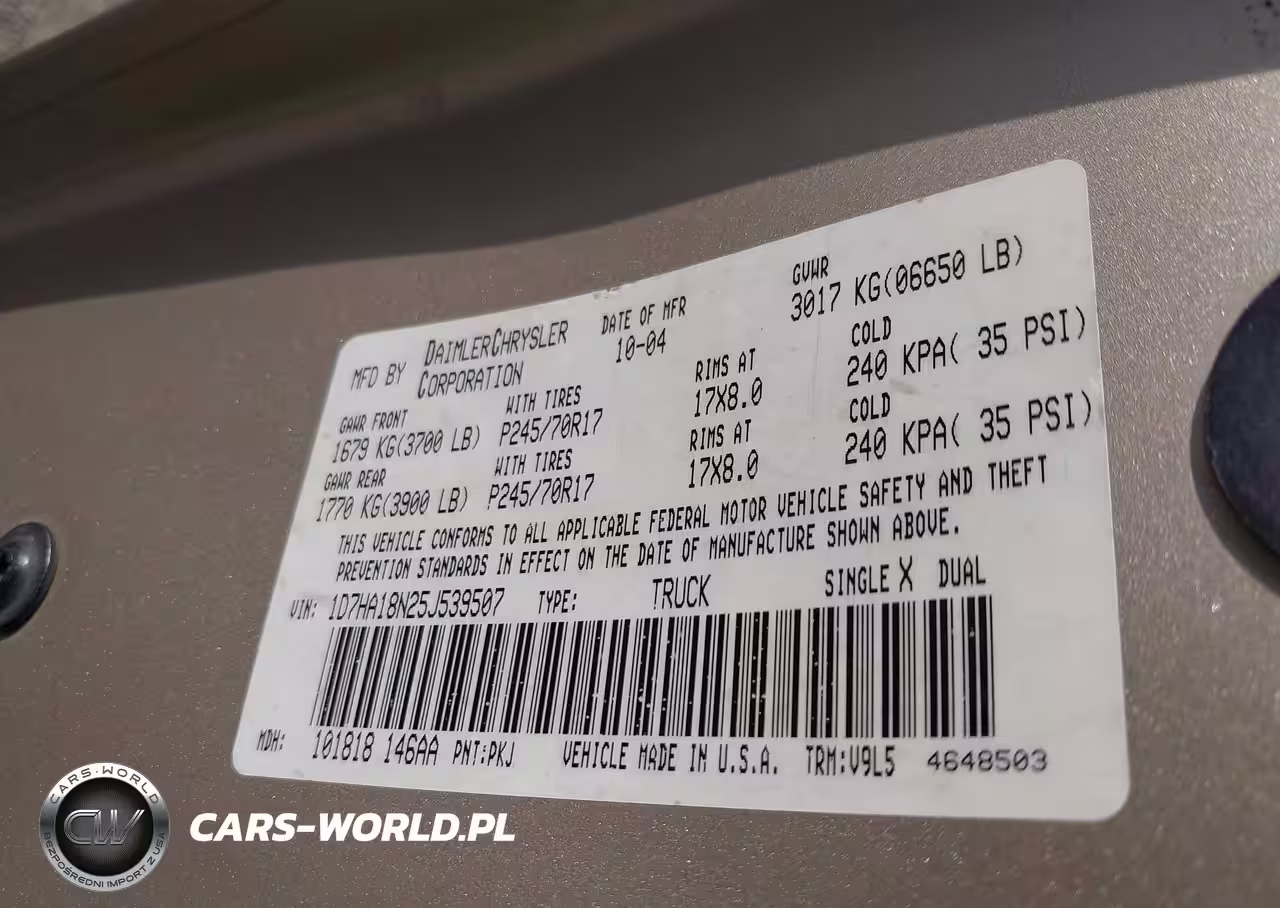 MFD BY DAIMLERCHRYSLER CORPORATION
DATE OF MFR 10-04
GVWR 3017 KG(06650 LB)
GAWR FRONT WITH TIRES RIMS AT COLD
1679 KG(3700 LB) P245/70R17 17X8.0 240 KPA( 35 PSI)
GAWR REAR WITH TIRES RIMS AT COLD
1770 KG(3900 LB) P245/70R17 17X8.0 240 KPA( 35 PSI)
THIS VEHICLE CONFORMS TO ALL APPLICABLE FEDERAL MOTOR VEHICLE SAFETY AND THEFT
PREVENTION STANDARDS IN EFFECT ON THE DATE OF MANUFACTURE SHOWN ABOVE.
VIN: 1D7HA18N25J539507 TYPE: TRUCK SINGLE X DUAL
MDH: 101818 146AA PNT:PKJ VEHICLE MADE IN U.S.A. TRM:V9L5 4648503
CARS-WORLD
CW
BEZPOŚREDNI IMPORT Z USA
CARS-WORLD.PL